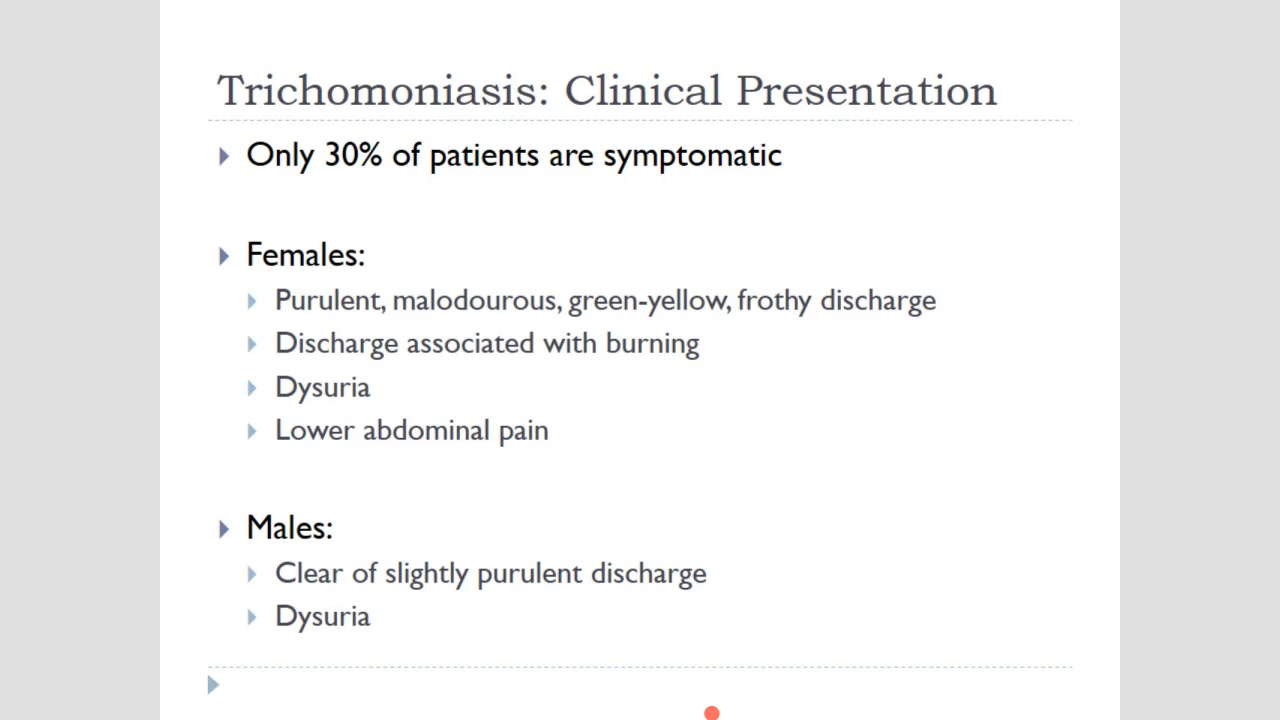 Trichomoniasis: Clinical Presentation
Only 30% of patients are symptomatic
Females:
Purulent, malodourous, green-yellow, frothy discharge
Discharge associated with burning
Dysuria
Lower abdominal pain
Males:
Clear of slightly purulent discharge
Dysuria